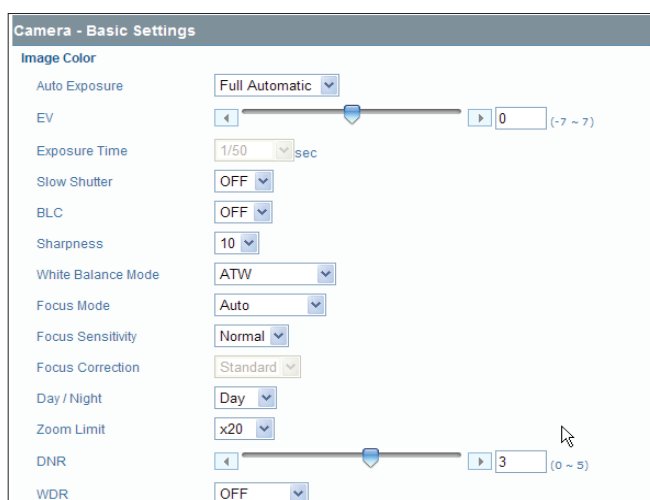 Camera - Basic Settings
Image Color
Auto Exposure Full Automatic
EV 0 (-7 ~ 7)
Exposure Time 1/50 sec
Slow Shutter OFF
BLC OFF
Sharpness 10
White Balance Mode ATW
Focus Mode Auto
Focus Sensitivity Normal
Focus Correction Standard
Day / Night Day
Zoom Limit x20
DNR 3 (0 ~ 5)
WDR OFF